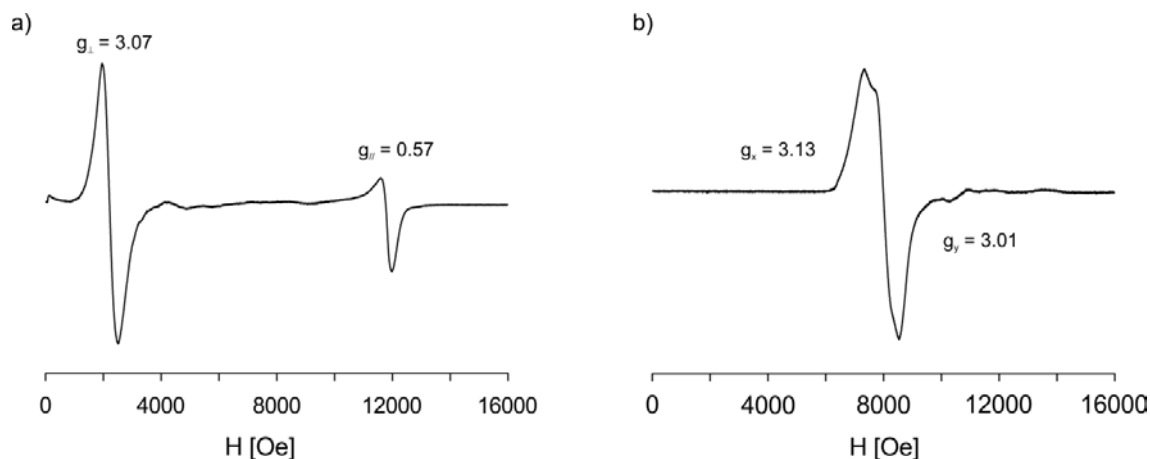 a)
g⊥ = 3.07
g// = 0.57
0 4000 8000 12000 16000
H [Oe]
b)
gx = 3.13
gy = 3.01
0 4000 8000 12000 16000
H [Oe]